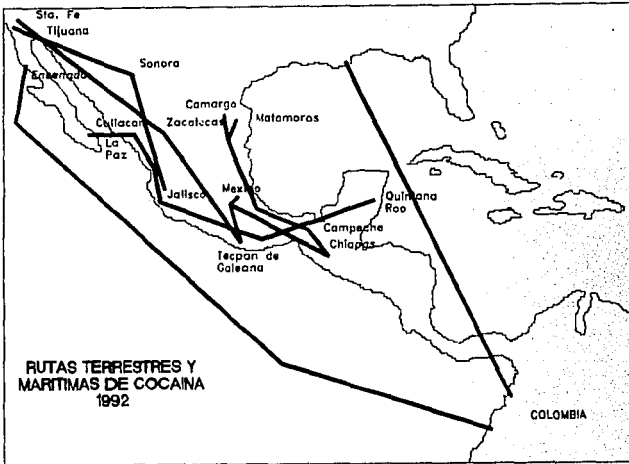 Sta. Fe
Tijuana
Ensenada
Sonora
Culiacan
La
Paz
Zacatecas
Camargo
Matamoros
Jalisco
Mexico
Tecpan de
Galeana
Quintana
Roo
Campeche
Chiapas
RUTAS TERRESTRES Y
MARITIMAS DE COCAINA
1992
COLOMBIA